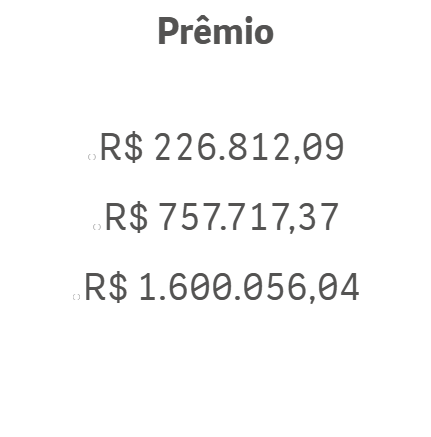 Prêmio
R$ 226.812,09
R$ 757.717,37
R$ 1.600.056,04